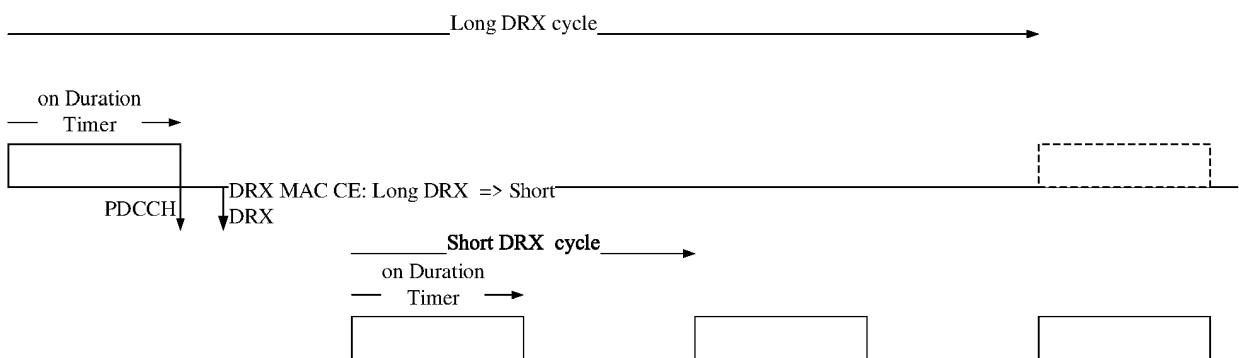 Long DRX cycle
on Duration
Timer
DRX MAC CE: Long DRX => Short
PDCCH
DRX
Short DRX cycle
on Duration
Timer